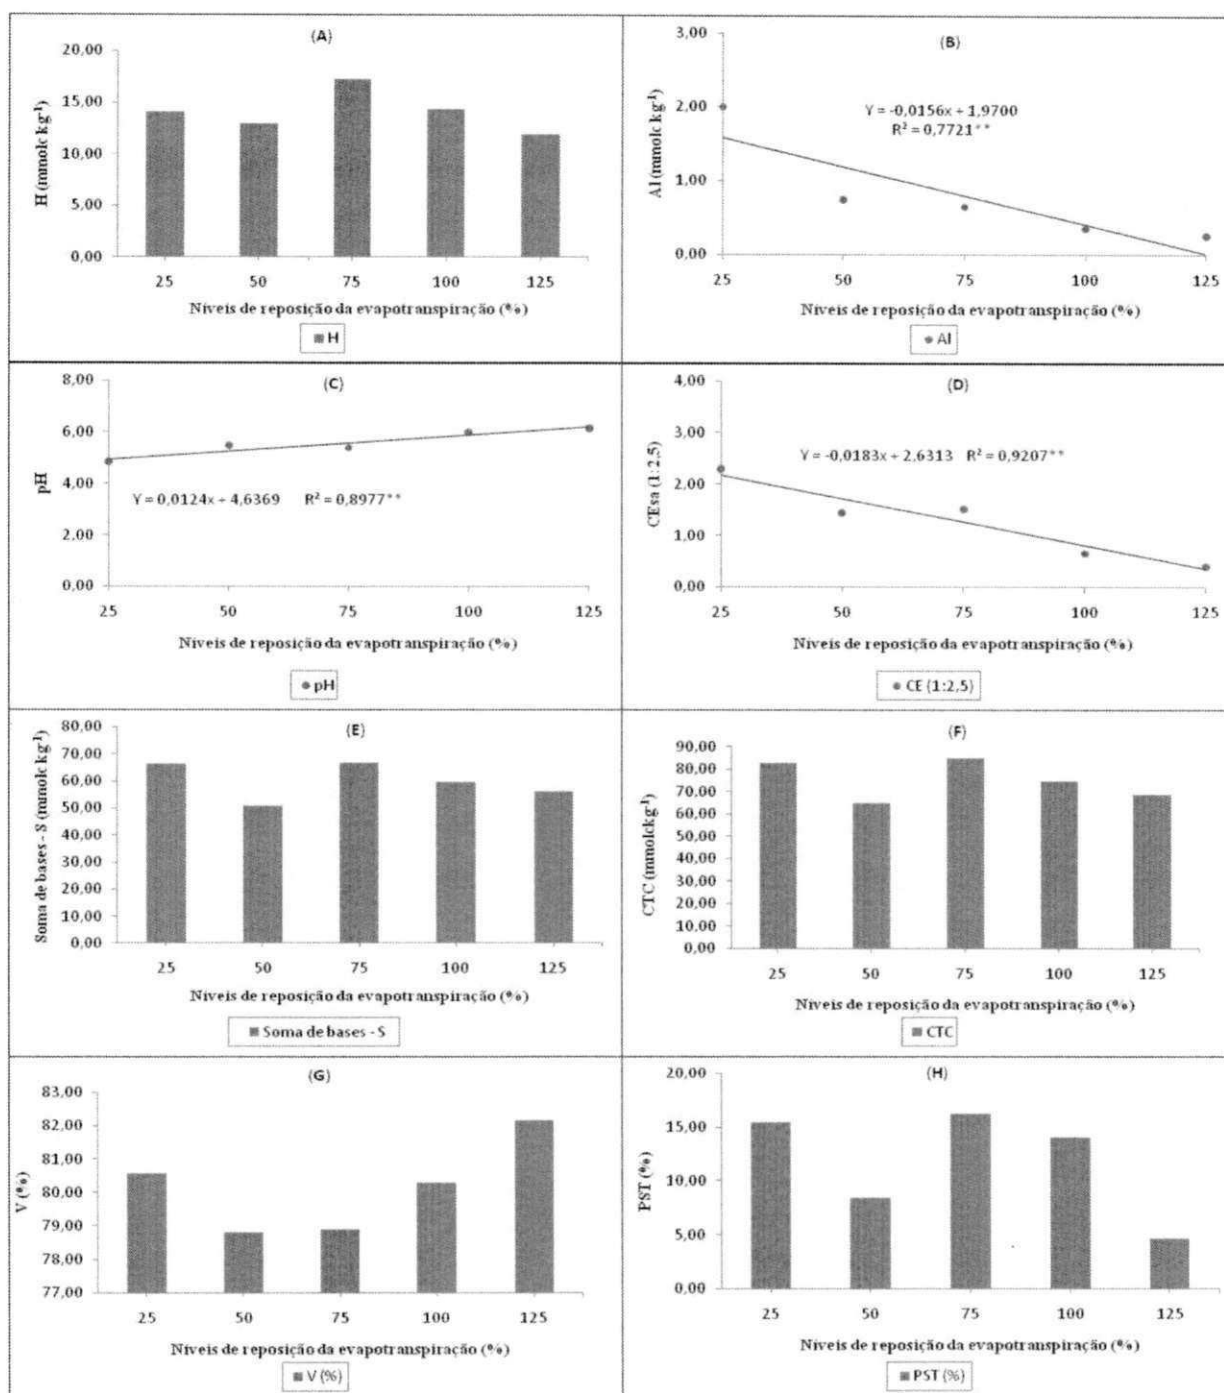 (A)
20,00
15,00
10,00
5,00
0,00
H (mmolc kg⁻¹)
25 50 75 100 125
Níveis de reposição da evapotranspiração (%)
H
(B)
3,00
2,00
1,00
0,00
Al (mmolc kg⁻¹)
Y = -0,0156x + 1,9700
R² = 0,7721**
25 50 75 100 125
Níveis de reposição da evapotranspiração (%)
Al
(C)
8,00
6,00
4,00
2,00
0,00
pH
Y = 0,0124x + 4,6369 R² = 0,8977**
25 50 75 100 125
Níveis de reposição da evapotranspiração (%)
pH
(D)
4,00
3,00
2,00
1,00
0,00
CEsa (1:2,5)
Y = -0,0183x + 2,6313 R² = 0,9207**
25 50 75 100 125
Níveis de reposição da evapotranspiração (%)
CE (1:2,5)
(E)
80,00
70,00
60,00
50,00
40,00
30,00
20,00
10,00
0,00
Soma de bases - S (mmolc kg⁻¹)
25 50 75 100 125
Níveis de reposição da evapotranspiração (%)
Soma de bases - S
(F)
90,00
80,00
70,00
60,00
50,00
40,00
30,00
20,00
10,00
0,00
CTC (mmolckg⁻¹)
25 50 75 100 125
Níveis de reposição da evapotranspiração (%)
CTC
(G)
83,00
82,00
81,00
80,00
79,00
78,00
77,00
V (%)
25 50 75 100 125
Níveis de reposição da evapotranspiração (%)
V (%)
(H)
20,00
15,00
10,00
5,00
0,00
PST (%)
25 50 75 100 125
Níveis de reposição da evapotranspiração (%)
PST (%)